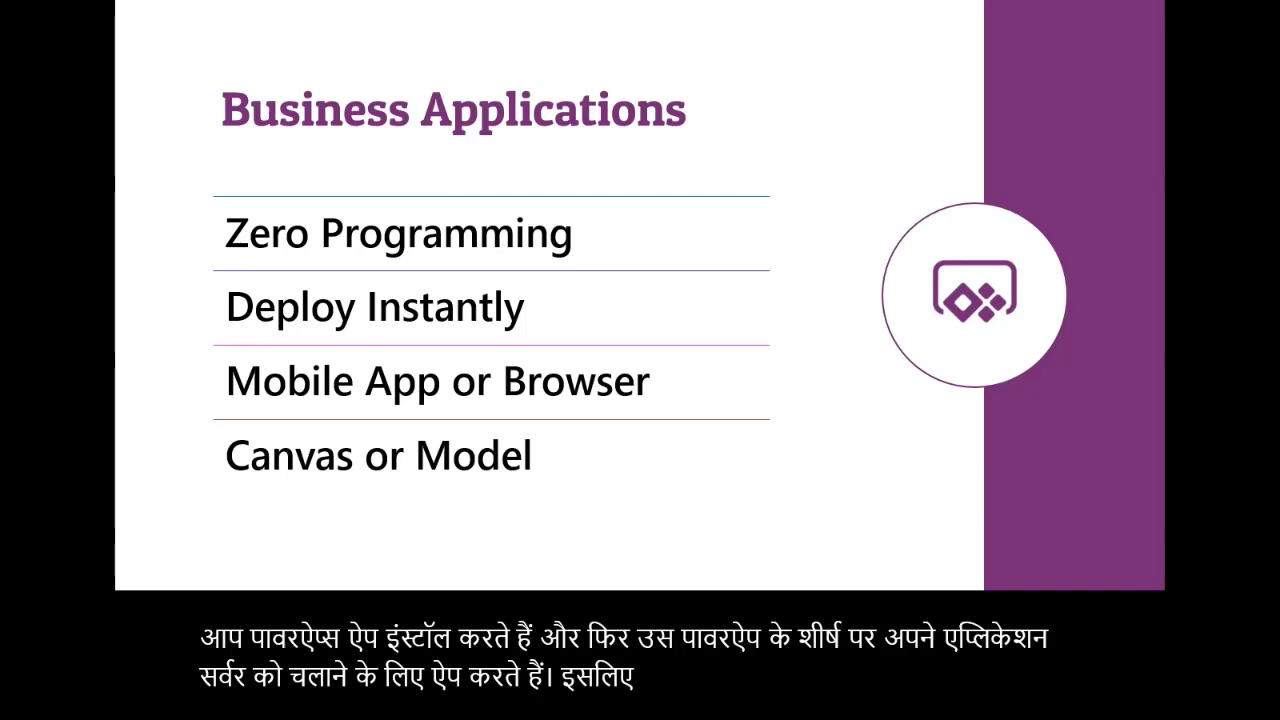 Business Applications
Zero Programming
Deploy Instantly
Mobile App or Browser
Canvas or Model
आप पावरऐप्स ऐप इंस्टॉल करते हैं और फिर उस पावरऐप के शीर्ष पर अपने एप्लिकेशन
सर्वर को चलाने के लिए ऐप करते हैं। इसलिए